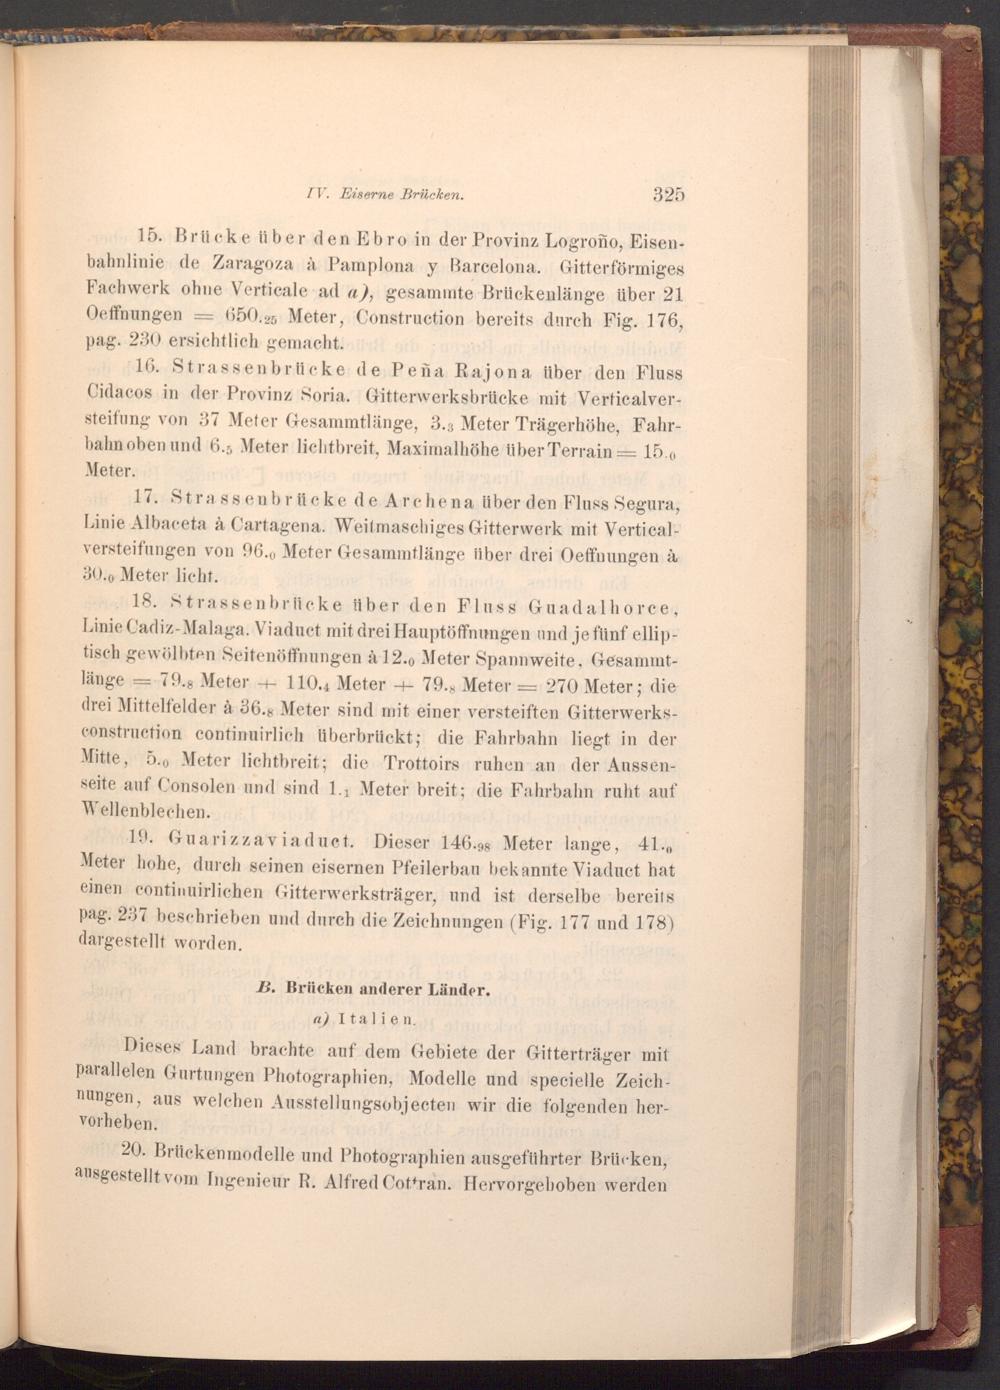 IV. Eiserne Brücken. 325
15. Brücke über den Ebro in der Provinz Logroño, Eisen-
bahnlinie de Zaragoza à Pamplona y Barcelona. Gitterförmiges
Fachwerk ohne Verticale ad a), gesammte Brückenlänge über 21
Oeffnungen = 650.25 Meter, Construction bereits durch Fig. 176,
pag. 230 ersichtlich gemacht.
16. Strassenbrücke de Peña Rajona über den Fluss
Cidacos in der Provinz Soria. Gitterwerksbrücke mit Verticalver-
steifung von 37 Meter Gesammtlänge, 3.3 Meter Trägerhöhe, Fahr-
bahn oben und 6.5 Meter lichtbreit, Maximalhöhe über Terrain = 15.0
Meter.
17. Strassenbrücke de Archena über den Fluss Segura,
Linie Albaceta à Cartagena. Weitmaschiges Gitterwerk mit Vertical-
versteifungen von 96.0 Meter Gesammtlänge über drei Oeffnungen à
30.0 Meter licht.
18. Strassenbrücke über den Fluss Guadalhorce,
Linie Cadiz-Malaga. Viaduct mit drei Hauptöffnungen und je fünf ellip-
tisch gewölbten Seitenöffnungen à 12.0 Meter Spannweite. Gesammt-
länge = 79.8 Meter + 110.4 Meter + 79.8 Meter = 270 Meter; die
drei Mittelfelder à 36.8 Meter sind mit einer versteiften Gitterwerks-
construction continuirlich überbrückt; die Fahrbahn liegt in der
Mitte, 5.0 Meter lichtbreit; die Trottoirs ruhen an der Aussen-
seite auf Consolen und sind 1.1 Meter breit; die Fahrbahn ruht auf
Wellenblechen.
19. Guarizzaviaduct. Dieser 146.98 Meter lange, 41.0
Meter hohe, durch seinen eisernen Pfeilerbau bekannte Viaduct hat
einen continuirlichen Gitterwerksträger, und ist derselbe bereits
pag. 237 beschrieben und durch die Zeichnungen (Fig. 177 und 178)
dargestellt worden.
B. Brücken anderer Länder.
a) Italien.
Dieses Land brachte auf dem Gebiete der Gitterträger mit
parallelen Gurtungen Photographien, Modelle und specielle Zeich-
nungen, aus welchen Ausstellungsobjecten wir die folgenden her-
vorheben.
20. Brückenmodelle und Photographien ausgeführter Brücken,
ausgestellt vom Ingenieur R. Alfred Cottrau. Hervorgehoben werden